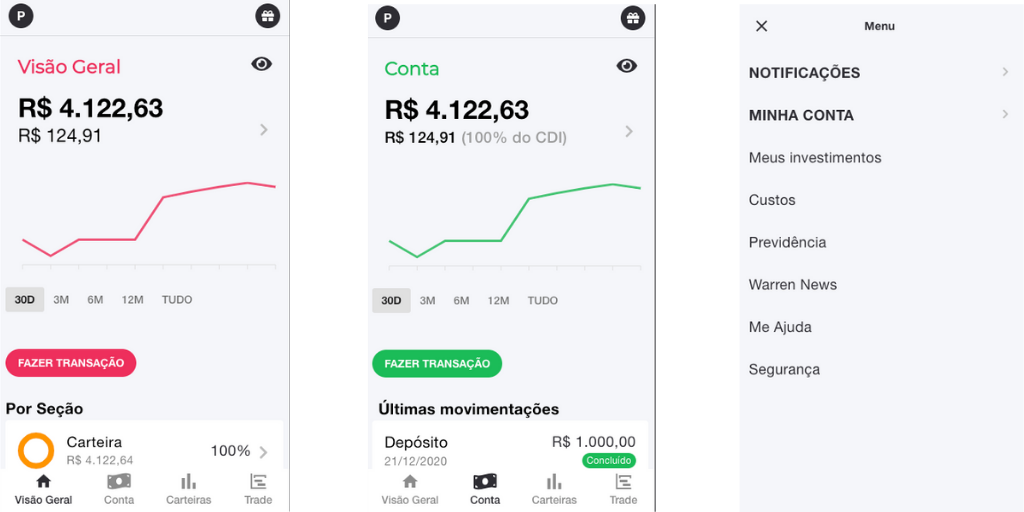 P
Visão Geral
R$ 4.122,63
R$ 124,91
30D 3M 6M 12M TUDO
FAZER TRANSAÇÃO
Por Seção
Carteira
100%
R$ 4.122,64
Visão Geral Conta Carteiras Trade
P
Conta
R$ 4.122,63
R$ 124,91 (100% do CDI)
30D 3M 6M 12M TUDO
FAZER TRANSAÇÃO
Últimas movimentações
Depósito R$ 1.000,00
21/12/2020 Concluído
Visão Geral Conta Carteiras Trade
Menu
NOTIFICAÇÕES
MINHA CONTA
Meus investimentos
Custos
Previdência
Warren News
Me Ajuda
Segurança